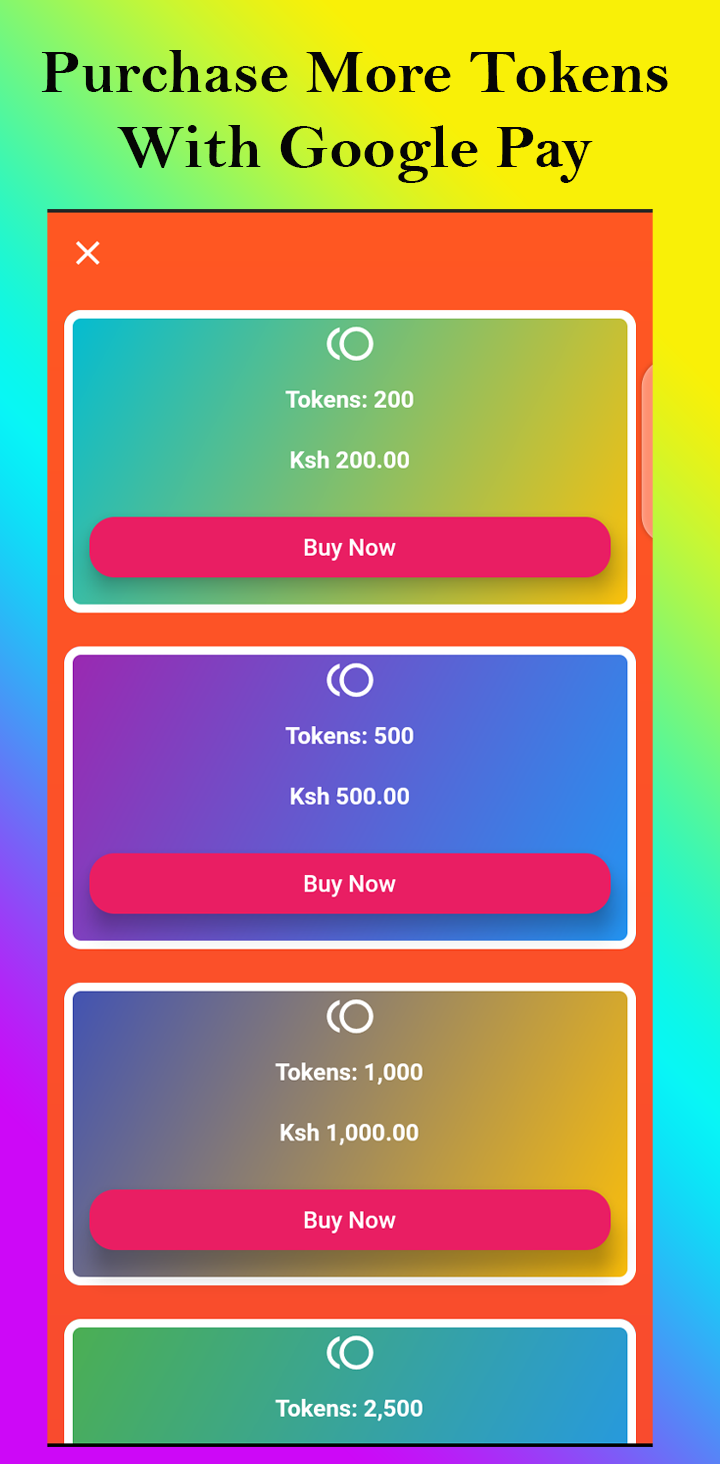 Purchase More Tokens
With Google Pay
Tokens: 200
Ksh 200.00
Buy Now
Tokens: 500
Ksh 500.00
Buy Now
Tokens: 1,000
Ksh 1,000.00
Buy Now
Tokens: 2,500